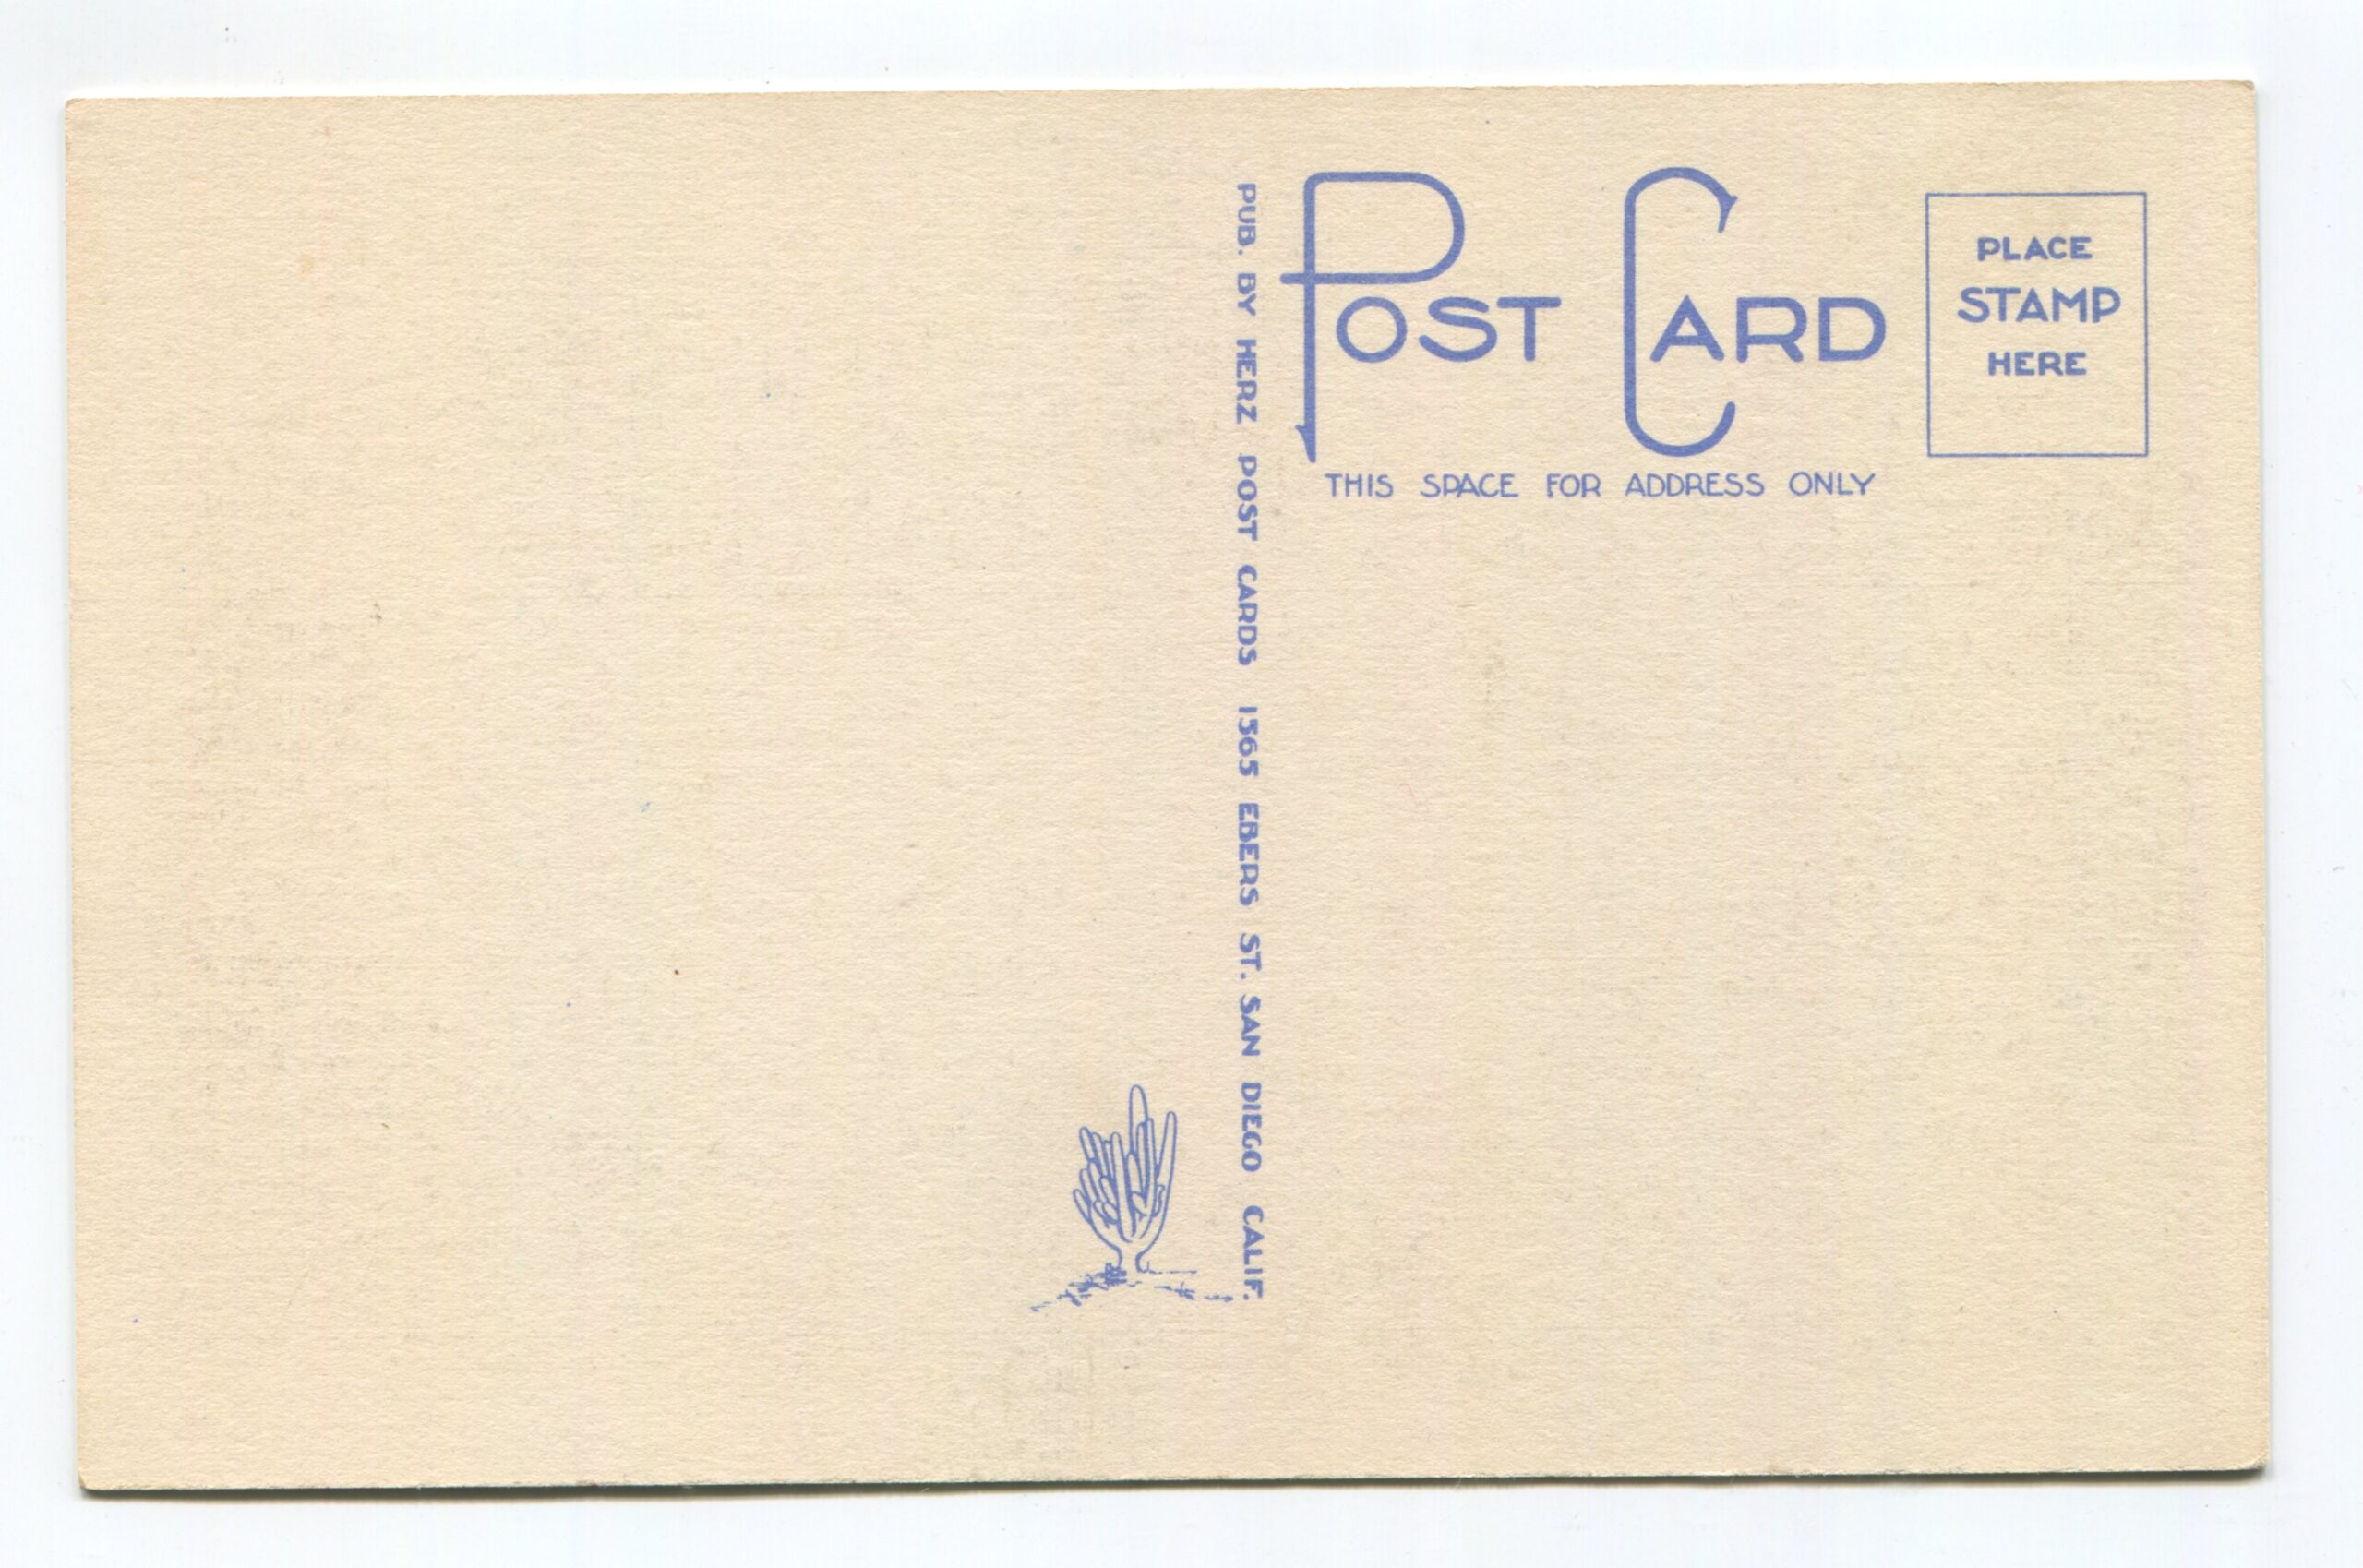 POST CARD
PLACE
STAMP
HERE
THIS SPACE FOR ADDRESS ONLY
PUB. BY HERZ POST CARDS 1365 EBERS ST. SAN DIEGO CALIF.